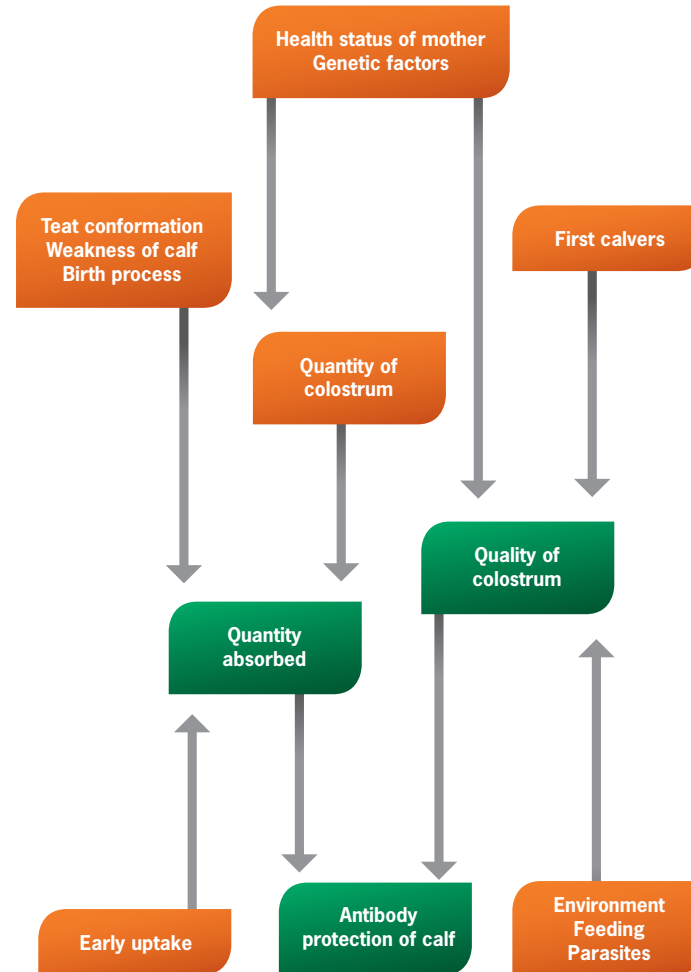 Health status of mother
Genetic factors
Teat conformation
Weakness of calf
Birth process
First calvers
Quantity of
colostrum
Quality of
colostrum
Quantity
absorbed
Early uptake
Antibody
protection of calf
Environment
Feeding
Parasites